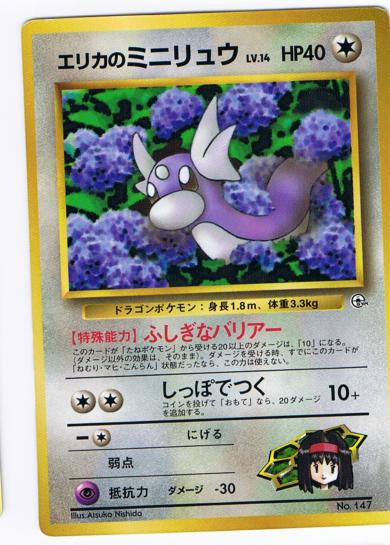 エリカのミニリュウ LV.14 HP40
ドラゴンポケモン：身長1.8m、体重3.3kg
【特殊能力】ふしぎなバリアー
このカードが「たねポケモン」から受ける20以上のダメージは、「10」になる。
（ダメージ以外の効果は、そのまま）。ダメージを受ける時、すでにこのカードが
「ねむり・マヒ・こんらん」状態だったなら、この力は使えない。
しっぽでつく 10+
コインを投げて「おもて」なら、20ダメージ
を追加する。
− にげる
弱点
抵抗力 ダメージ -30
Illus.Atsuko Nishida No. 147